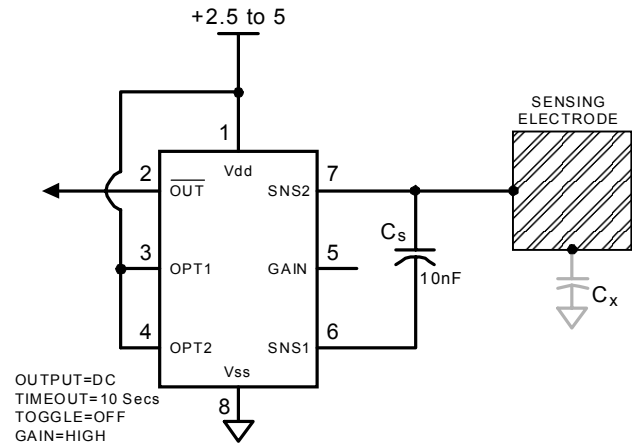 +2.5 to 5
SENSING
ELECTRODE
1
Vdd
2
OUT
SNS2
7
3
OPT1
GAIN
5
Cs
10nF
Cx
4
OPT2
SNS1
6
Vss
8
OUTPUT=DC
TIMEOUT=10 Secs
TOGGLE=OFF
GAIN=HIGH